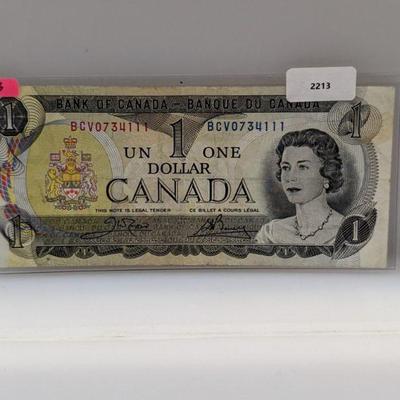 2213
BANK OF CANADA – BANQUE DU CANADA
1 1
BCV0734111 BCV0734111
1
UN ONE
DOLLAR
CANADA
THIS NOTE IS LEGAL TENDER CE BILLET A COURS LÉGAL
1 1